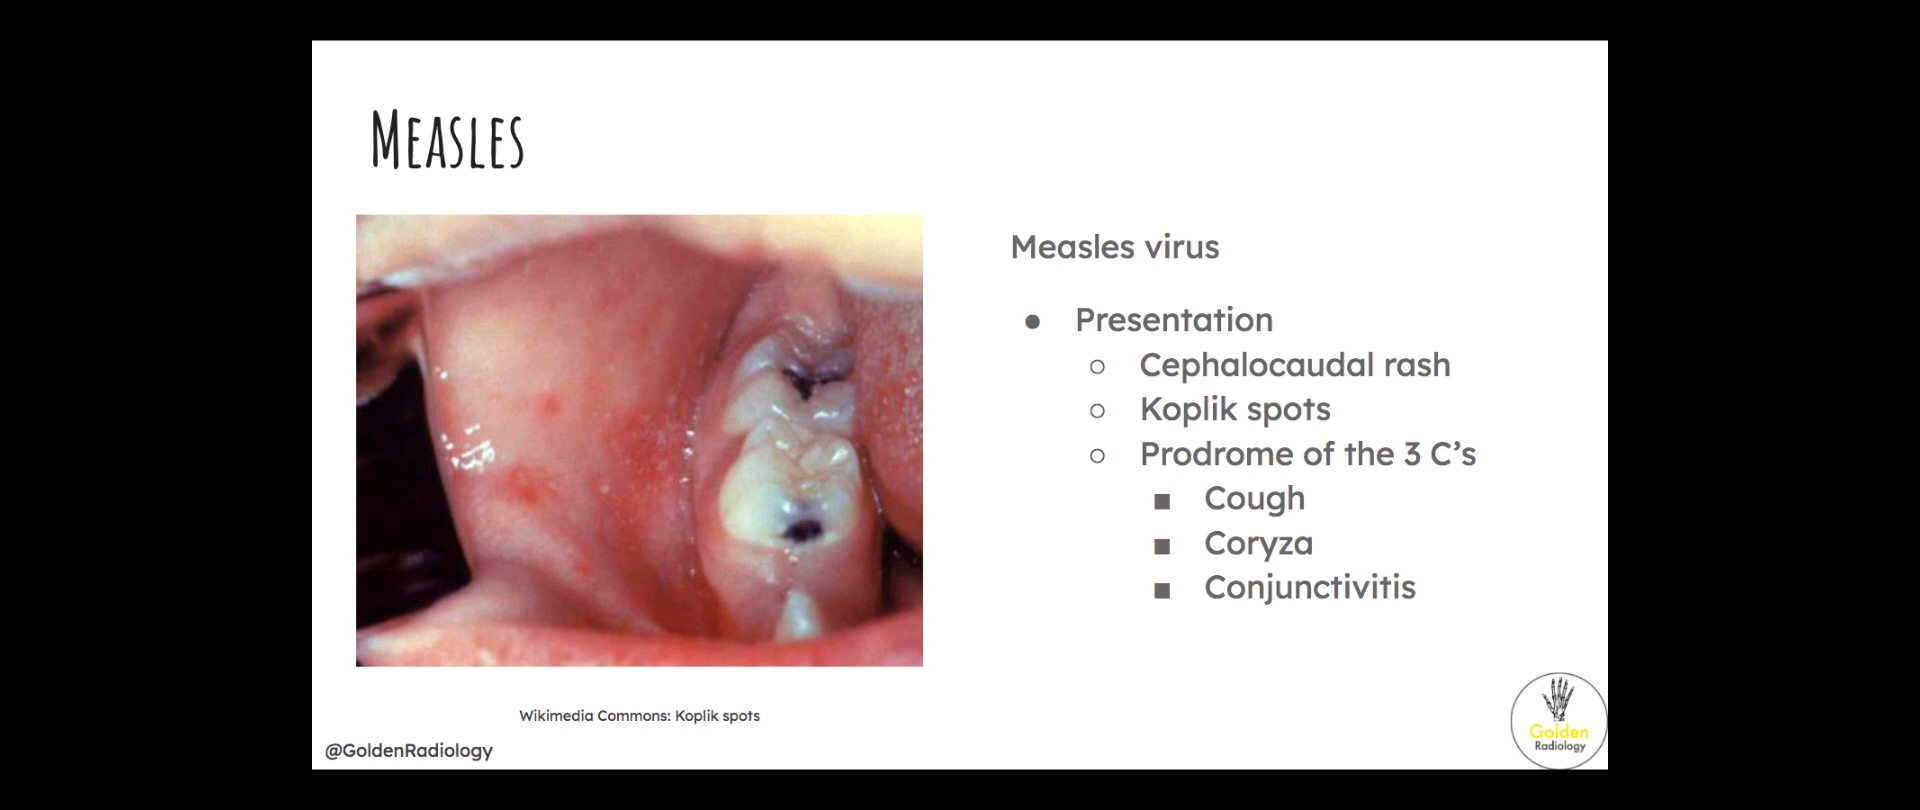 Measles
Measles virus
● Presentation
○ Cephalocaudal rash
○ Koplik spots
○ Prodrome of the 3 C’s
■ Cough
■ Coryza
■ Conjunctivitis
Wikimedia Commons: Koplik spots
@GoldenRadiology
Golden
Radiology